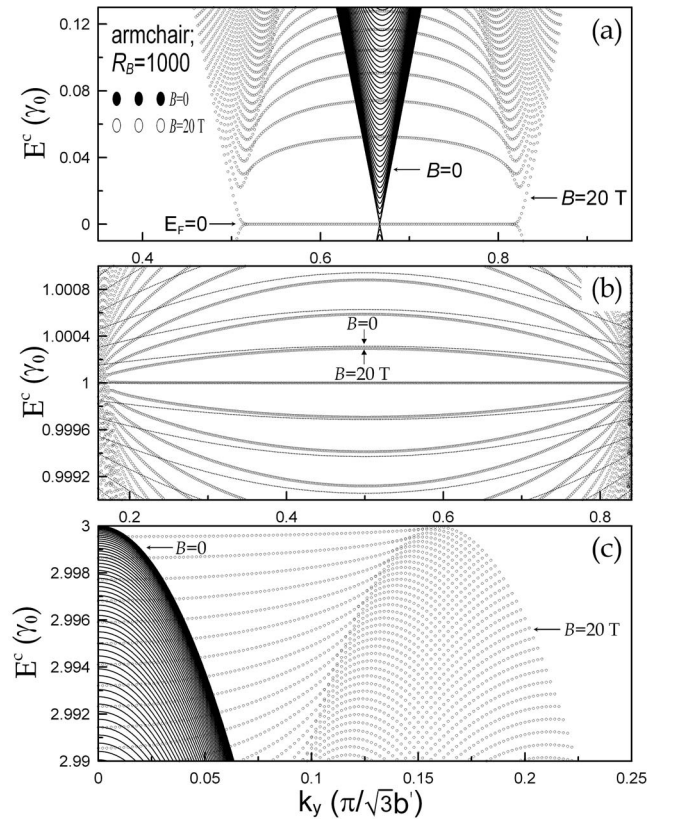 (a)
armchair;
R_B=1000
B=0
B=20 T
0.12
0.08
0.04
0
E^c (γ_0)
B=0
B=20 T
E_F=0
0.4 0.6 0.8
(b)
1.0008
1.0004
1
0.9996
0.9992
E^c (γ_0)
B=0
B=20 T
0.2 0.4 0.6 0.8
(c)
3
2.998
2.996
2.994
2.992
2.99
E^c (γ_0)
B=0
B=20 T
0 0.05 0.1 0.15 0.2 0.25
k_y (π/√3b')